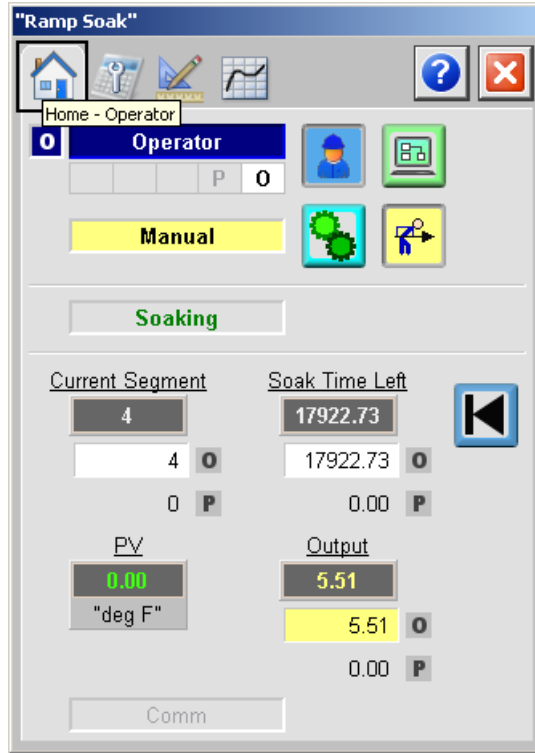 "Ramp Soak"
?
Home - Operator
O Operator
P O
Manual
Soaking
Current Segment Soak Time Left
4 17922.73
4 O 17922.73 O
0 P 0.00 P
PV Output
0.00 5.51
"deg F" 5.51 O
0.00 P
Comm